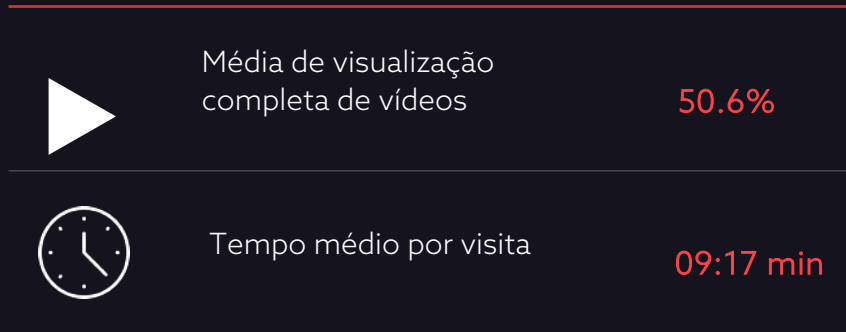 Média de visualização
completa de vídeos
50.6%
Tempo médio por visita
09:17 min